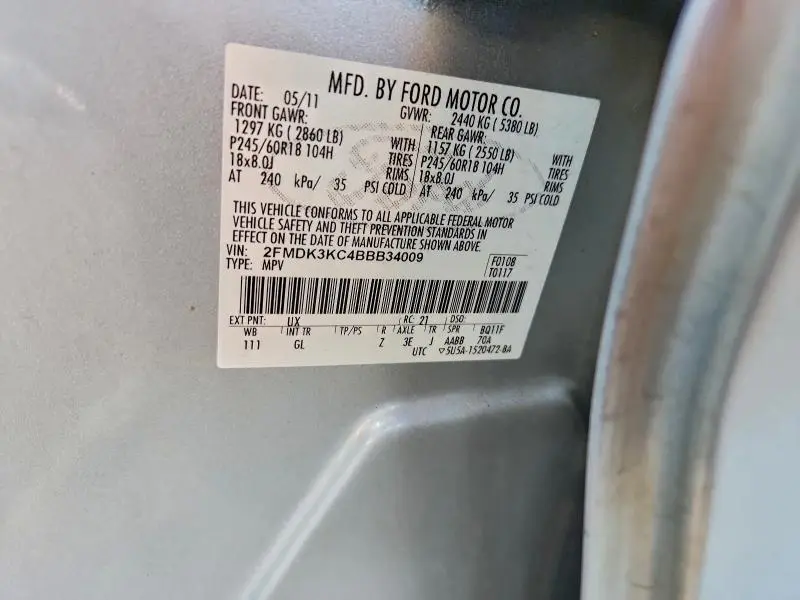 MFD. BY FORD MOTOR CO.
DATE: 05/11 GVWR: 2440 KG ( 5380 LB)
FRONT GAWR: REAR GAWR:
1297 KG ( 2860 LB) WITH 1157 KG ( 2550 LB) WITH
P245/60R18 104H TIRES P245/60R18 104H TIRES
18x8.0J RIMS 18x8.0J RIMS
AT 240 kPa/ 35 PSI COLD AT 240 kPa/ 35 PSI COLD
THIS VEHICLE CONFORMS TO ALL APPLICABLE FEDERAL MOTOR
VEHICLE SAFETY AND THEFT PREVENTION STANDARDS IN
EFFECT ON THE DATE OF MANUFACTURE SHOWN ABOVE.
VIN: 2FMDK3KC4BBB34009 F0108
TYPE: MPV T0117
EXT PNT: UX RC: 21 DSO:
WB INT TR TP/PS R AXLE TR SPR BQ11F
111 GL Z 3E J AABB 70A
UTC ▽5U5A-1520472-BA